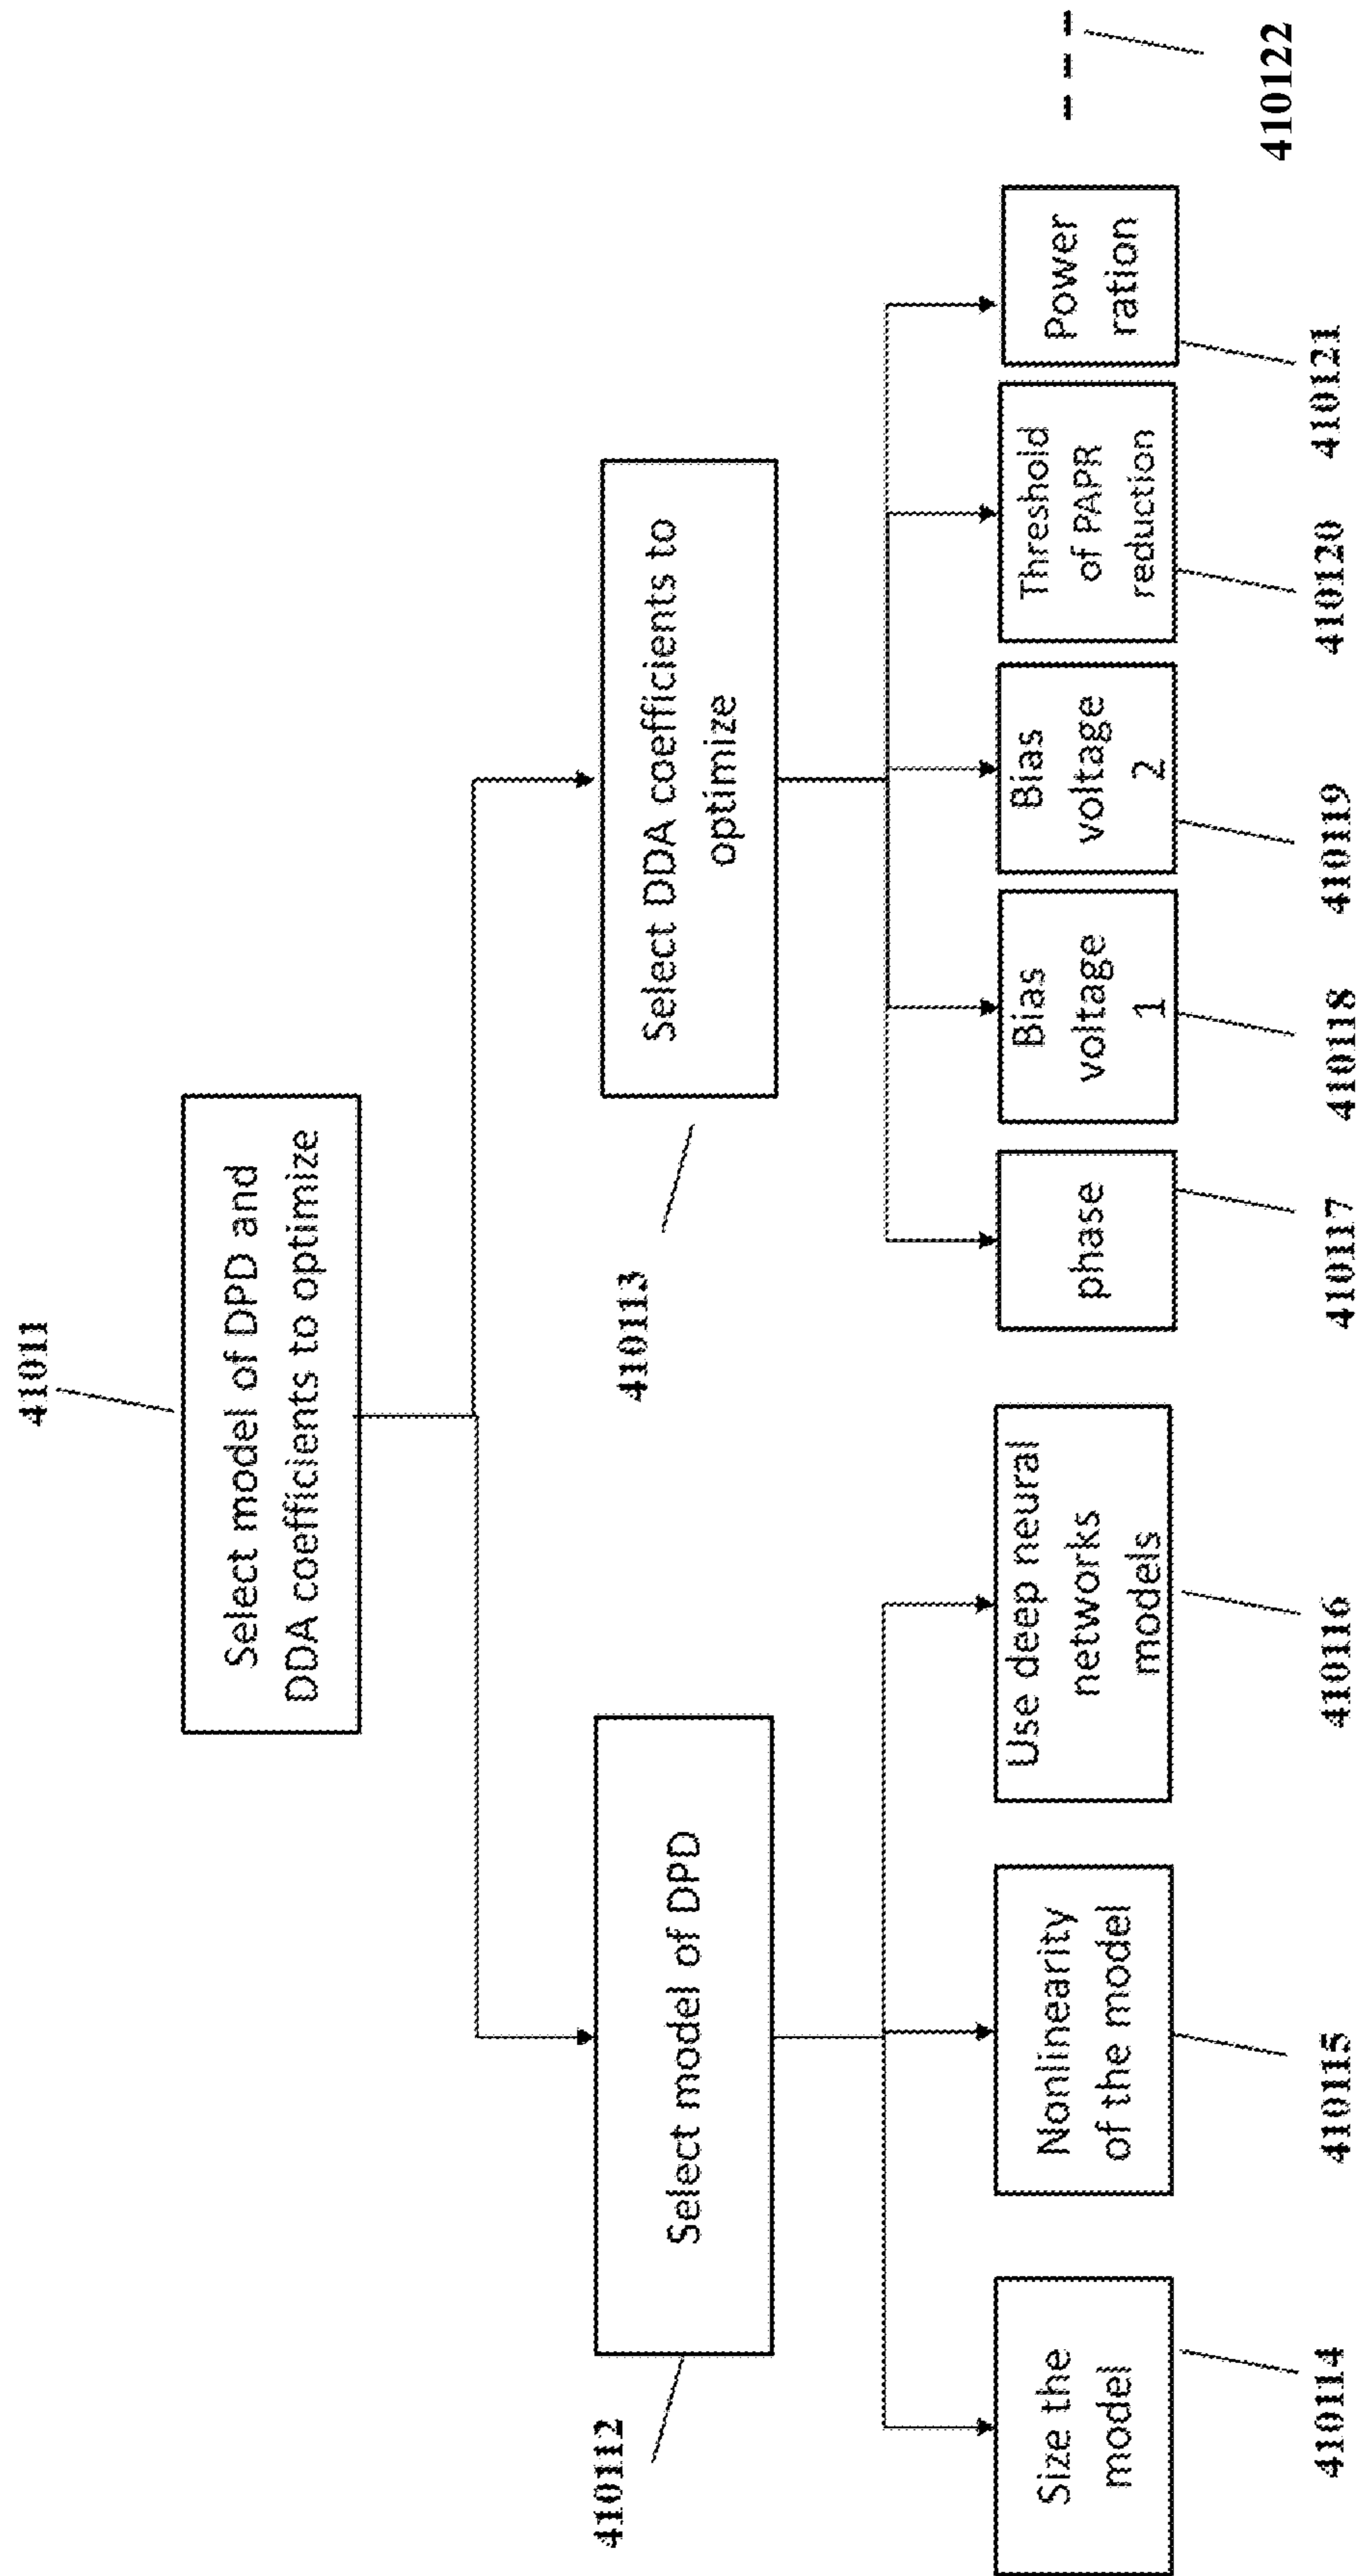 41011
Select model of DPD and
DDA coefficients to optimize
410112
Select model of DPD
410113
Select DDA coefficients to
optimize
Size the
model
Nonlinearity
of the model
Use deep neural
networks
models
phase
Bias
voltage
1
Bias
voltage
2
Threshold
of PAPR
reduction
Power
ration
410114
410115
410116
410117
410118
410119
410120
410121
410122